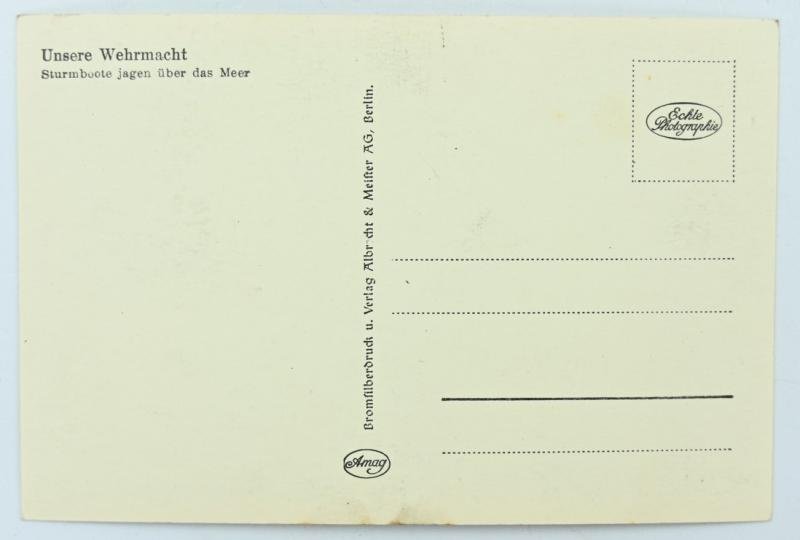 Unsere Wehrmacht
Sturmboote jagen über das Meer
Bromſilberdruck u. Verlag Albrecht & Meiſter AG, Berlin.
Echte
Photographie
Amag